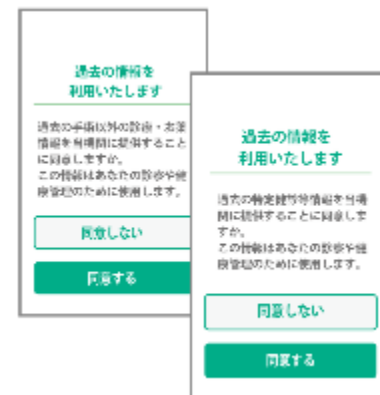 過去の情報を
利用いたします
過去の手術以外の診療・お薬
情報を当機関に提供すること
に同意しますか。
この情報はあなたの診察や健
康管理のために使用します。
同意しない
同意する
過去の情報を
利用いたします
過去の特定健診等情報を当機
関に提供することに同意しま
すか。
この情報はあなたの診察や健
康管理のために使用します。
同意しない
同意する